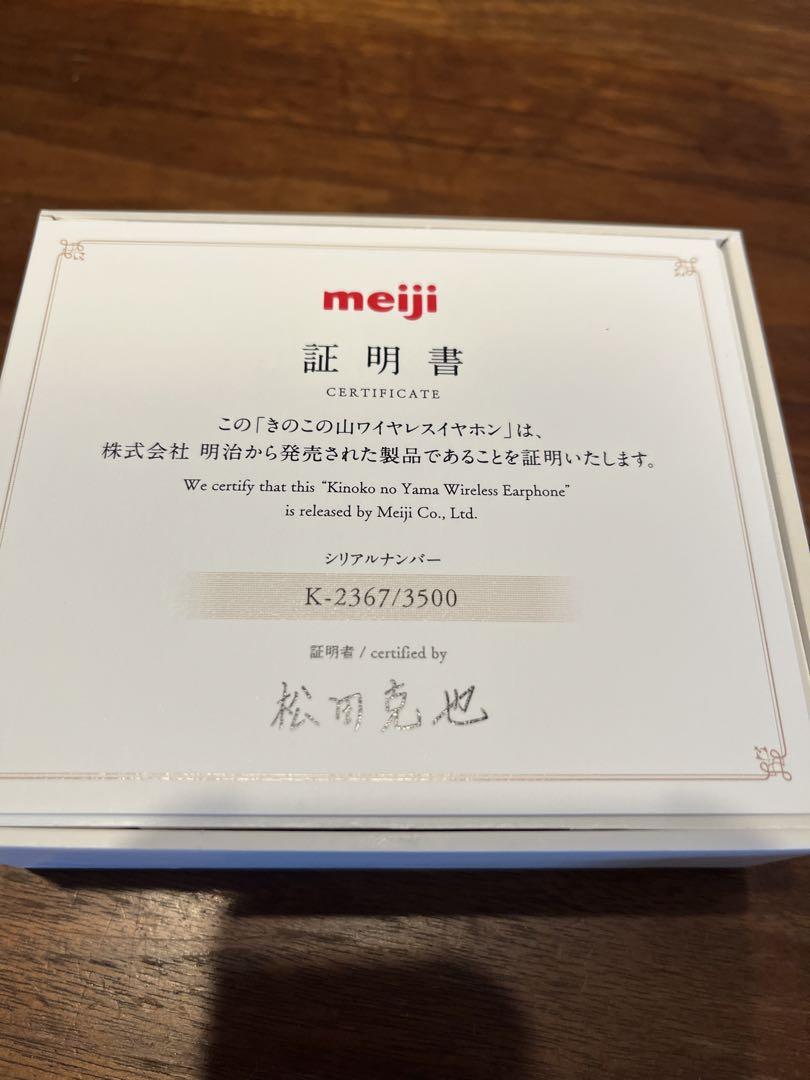 meiji
証明書
CERTIFICATE
この「きのこの山ワイヤレスイヤホン」は、
株式会社 明治から発売された製品であることを証明いたします。
We certify that this “Kinoko no Yama Wireless Earphone”
is released by Meiji Co., Ltd.
シリアルナンバー
K-2367/3500
証明者 / certified by
松田克也